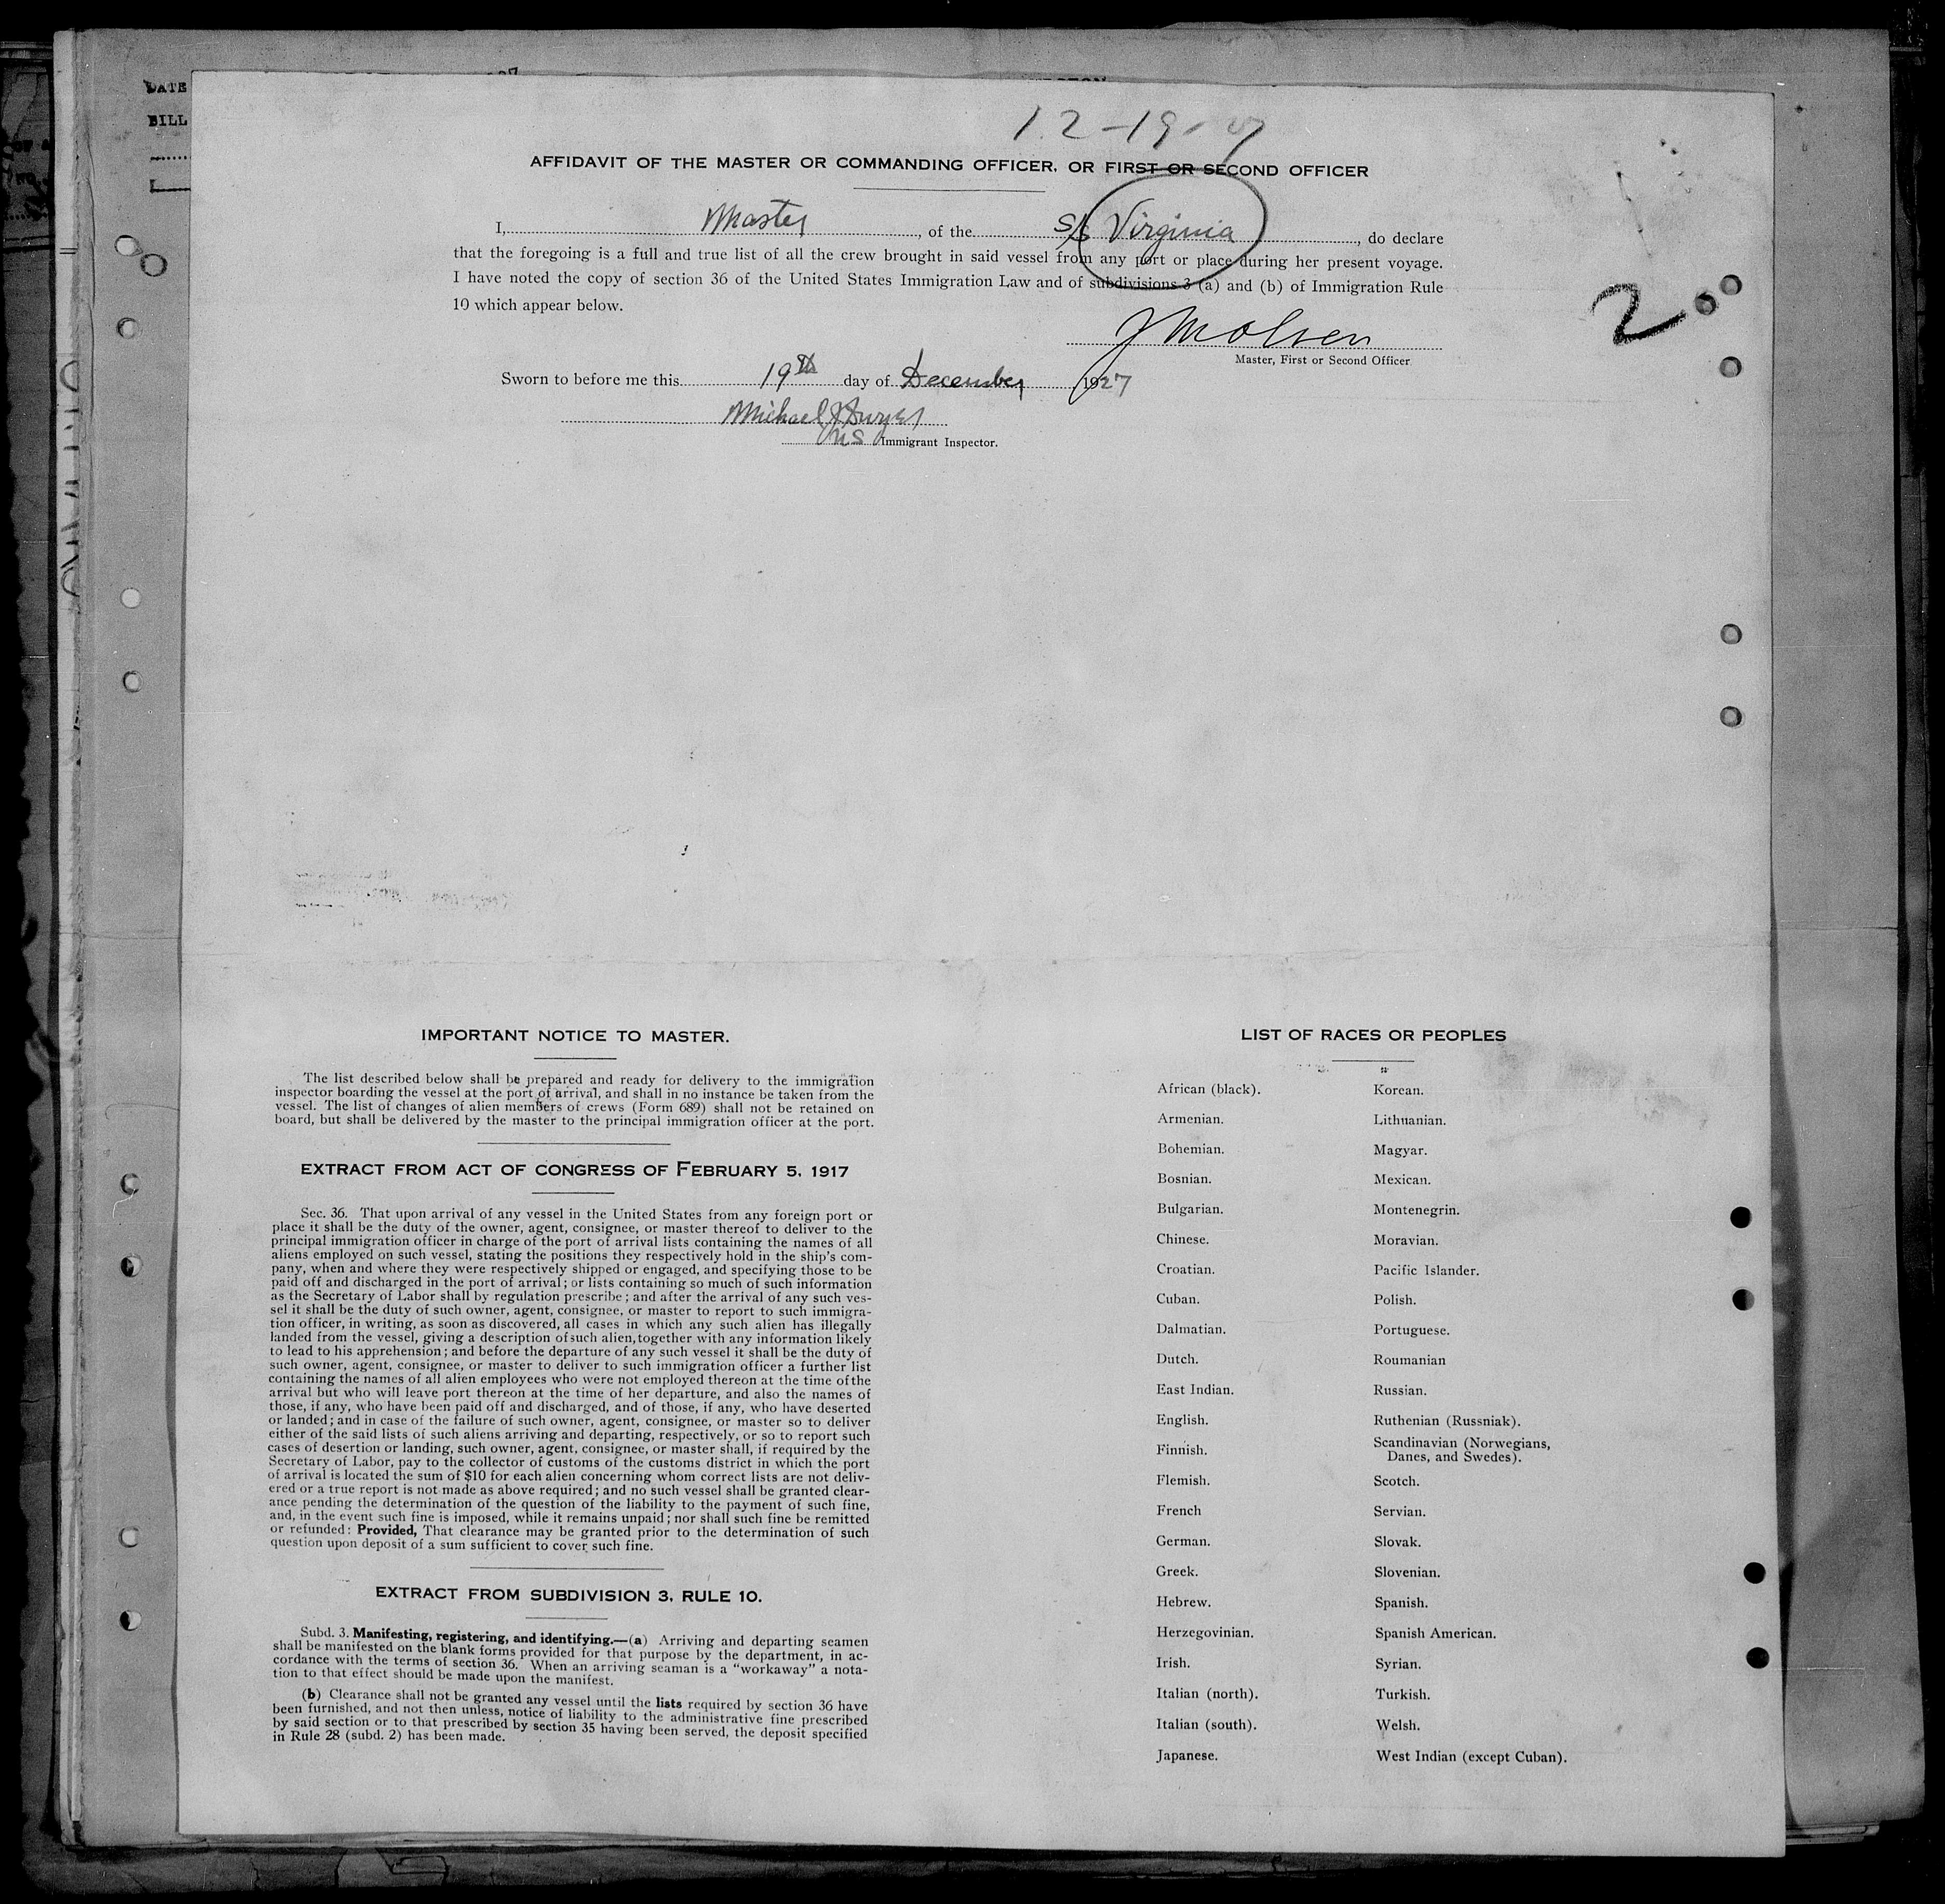 DATE
BILL
12-19-27
AFFIDAVIT OF THE MASTER OR COMMANDING OFFICER, OR FIRST OR SECOND OFFICER
I, Master, of the S/S Virginia, do declare
that the foregoing is a full and true list of all the crew brought in said vessel from any port or place during her present voyage.
I have noted the copy of section 36 of the United States Immigration Law and of subdivisions 3 (a) and (b) of Immigration Rule
10 which appear below.
2
J M Olsen
Master, First or Second Officer
Sworn to before me this 19th day of December 1927
Michael J Dwyer
Immigrant Inspector.
IMPORTANT NOTICE TO MASTER.
The list described below shall be prepared and ready for delivery to the immigration
inspector boarding the vessel at the port of arrival, and shall in no instance be taken from the
vessel. The list of changes of alien members of crews (Form 689) shall not be retained on
board, but shall be delivered by the master to the principal immigration officer at the port.
EXTRACT FROM ACT OF CONGRESS OF FEBRUARY 5, 1917
Sec. 36. That upon arrival of any vessel in the United States from any foreign port or
place it shall be the duty of the owner, agent, consignee, or master thereof to deliver to the
principal immigration officer in charge of the port of arrival lists containing the names of all
aliens employed on such vessel, stating the positions they respectively hold in the ship's com-
pany, when and where they were respectively shipped or engaged, and specifying those to be
paid off and discharged in the port of arrival; or lists containing so much of such information
as the Secretary of Labor shall by regulation prescribe; and after the arrival of any such ves-
sel it shall be the duty of such owner, agent, consignee, or master to report to such immigra-
tion officer, in writing, as soon as discovered, all cases in which any such alien has illegally
landed from the vessel, giving a description of such alien, together with any information likely
to lead to his apprehension; and before the departure of any such vessel it shall be the duty of
such owner, agent, consignee, or master to deliver to such immigration officer a further list
containing the names of all alien employees who were not employed thereon at the time of the
arrival but who will leave port thereon at the time of her departure, and also the names of
those, if any, who have been paid off and discharged, and of those, if any, who have deserted
or landed; and in case of the failure of such owner, agent, consignee, or master so to deliver
either of the said lists of such aliens arriving and departing, respectively, or so to report such
cases of desertion or landing, such owner, agent, consignee, or master shall, if required by the
Secretary of Labor, pay to the collector of customs of the customs district in which the port
of arrival is located the sum of $10 for each alien concerning whom correct lists are not deliv-
ered or a true report is not made as above required; and no such vessel shall be granted clear-
ance pending the determination of the question of the liability to the payment of such fine,
and, in the event such fine is imposed, while it remains unpaid; nor shall such fine be remitted
or refunded: Provided, That clearance may be granted prior to the determination of such
question upon deposit of a sum sufficient to cover such fine.
EXTRACT FROM SUBDIVISION 3, RULE 10.
Subd. 3. Manifesting, registering, and identifying.—(a) Arriving and departing seamen
shall be manifested on the blank forms provided for that purpose by the department, in ac-
cordance with the terms of section 36. When an arriving seaman is a "workaway" a nota-
tion to that effect should be made upon the manifest.
(b) Clearance shall not be granted any vessel until the lists required by section 36 have
been furnished, and not then unless, notice of liability to the administrative fine prescribed
by said section or to that prescribed by section 35 having been served, the deposit specified
in Rule 28 (subd. 2) has been made.
LIST OF RACES OR PEOPLES
African (black).
Armenian.
Bohemian.
Bosnian.
Bulgarian.
Chinese.
Croatian.
Cuban.
Dalmatian.
Dutch.
East Indian.
English.
Finnish.
Flemish.
French
German.
Greek.
Hebrew.
Herzegovinian.
Irish.
Italian (north).
Italian (south).
Japanese.
Korean.
Lithuanian.
Magyar.
Mexican.
Montenegrin.
Moravian.
Pacific Islander.
Polish.
Portuguese.
Roumanian
Russian.
Ruthenian (Russniak).
Scandinavian (Norwegians,
Danes, and Swedes).
Scotch.
Servian.
Slovak.
Slovenian.
Spanish.
Spanish American.
Syrian.
Turkish.
Welsh.
West Indian (except Cuban).